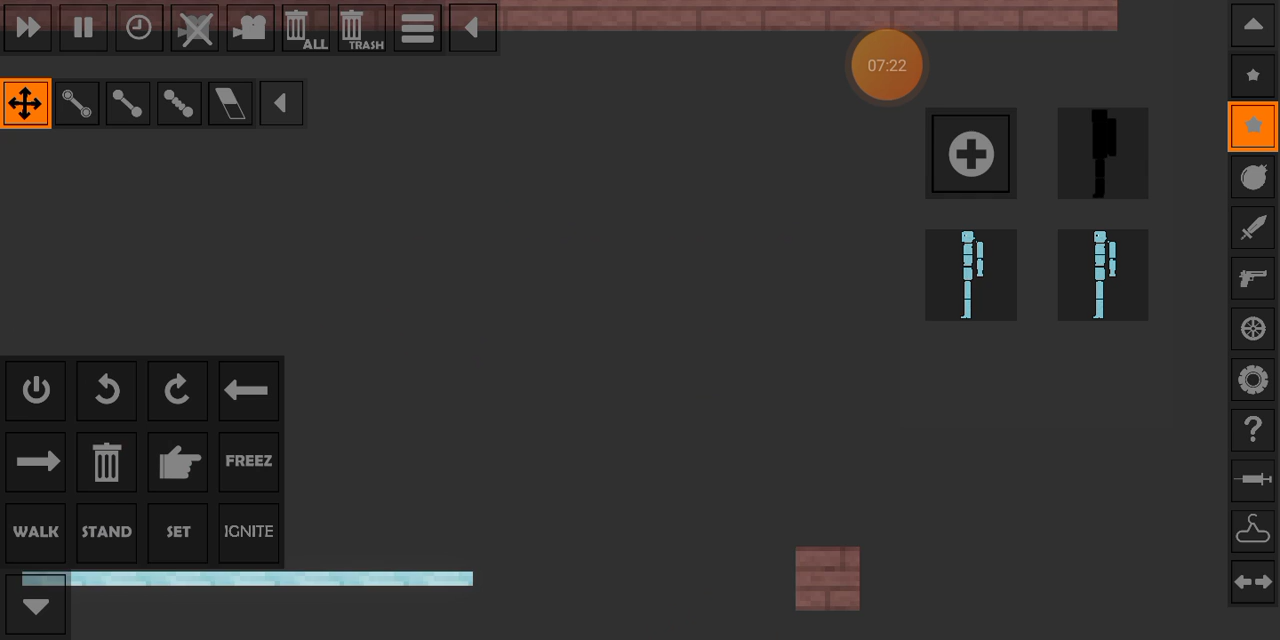 ALL
TRASH
07:22
FREEZ
WALK
STAND
SET
IGNITE
?